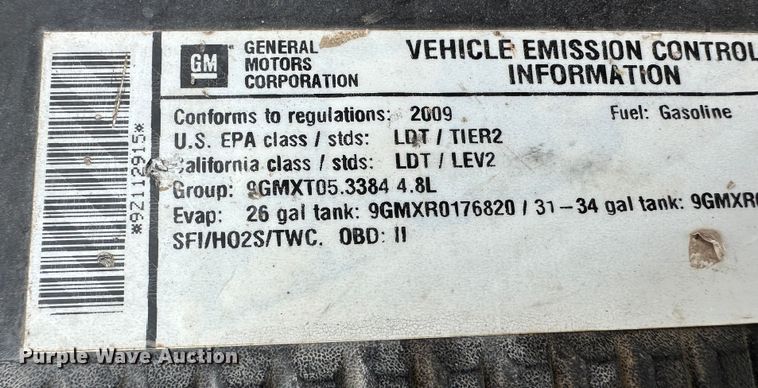 GM
GENERAL
MOTORS
CORPORATION
VEHICLE EMISSION CONTROL
INFORMATION
Conforms to regulations: 2009 Fuel: Gasoline
U.S. EPA class / stds: LDT / TIER2
California class / stds: LDT / LEV2
Group: 9GMXT05.3384 4.8L
Evap: 26 gal tank: 9GMXR0176820 / 31-34 gal tank: 9GMXR0
SFI/HO2S/TWC. OBD: II
*9Z112915*
Purple Wave Auction